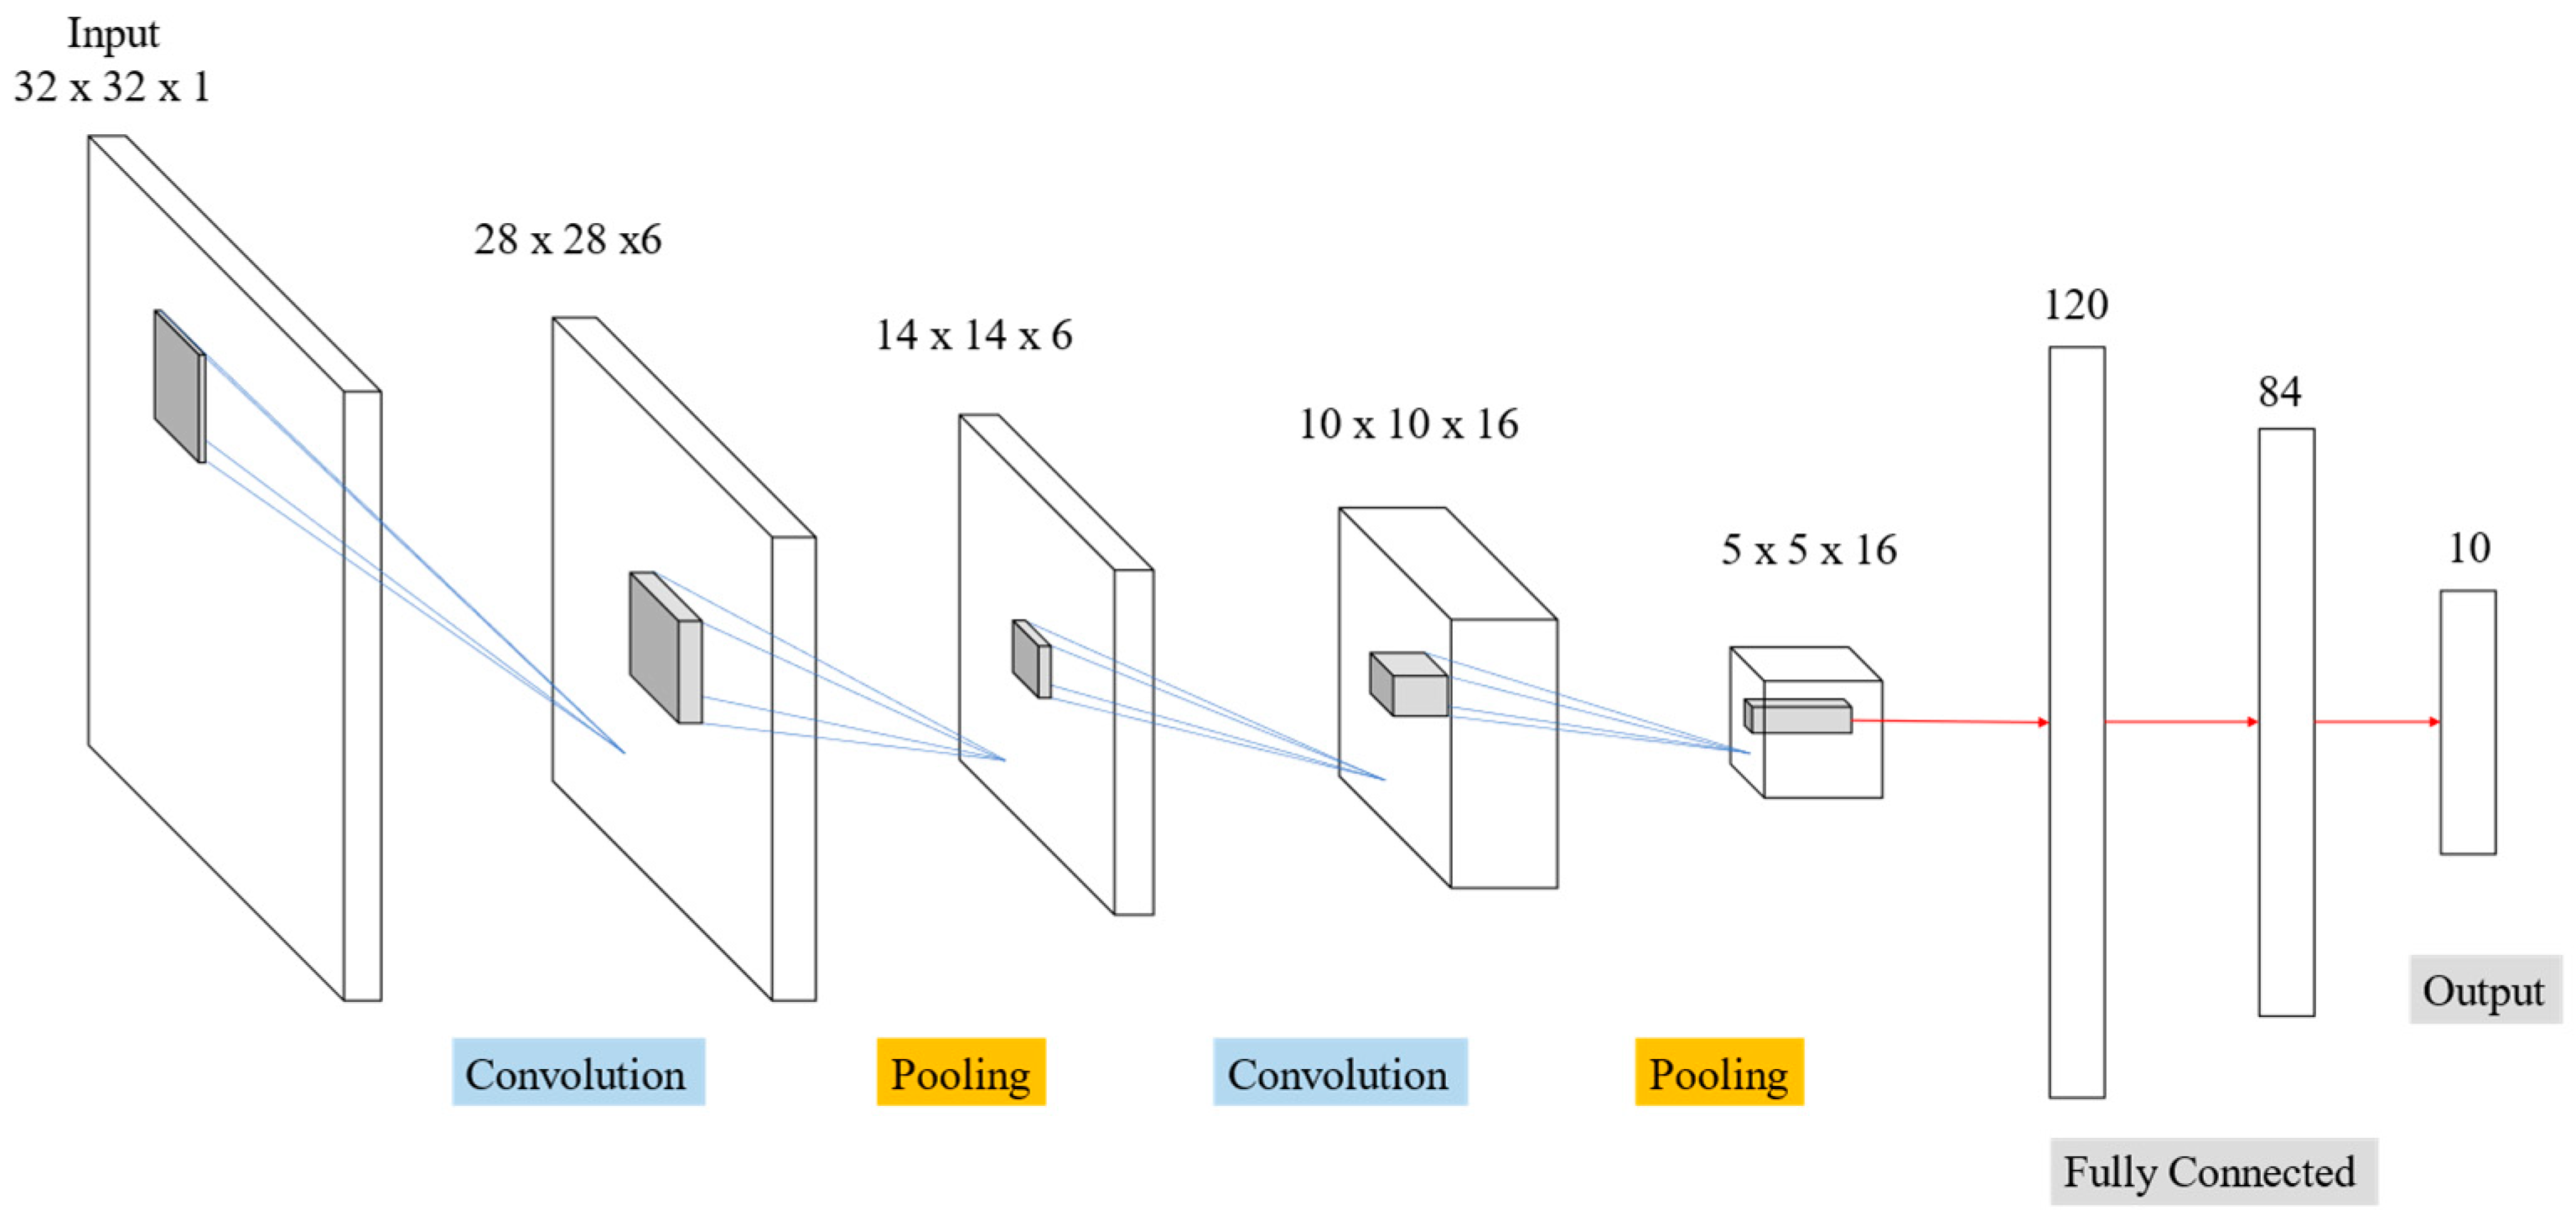 Input
32 x 32 x 1
28 x 28 x6
14 x 14 x 6
10 x 10 x 16
5 x 5 x 16
120
84
10
Convolution
Pooling
Convolution
Pooling
Fully Connected
Output